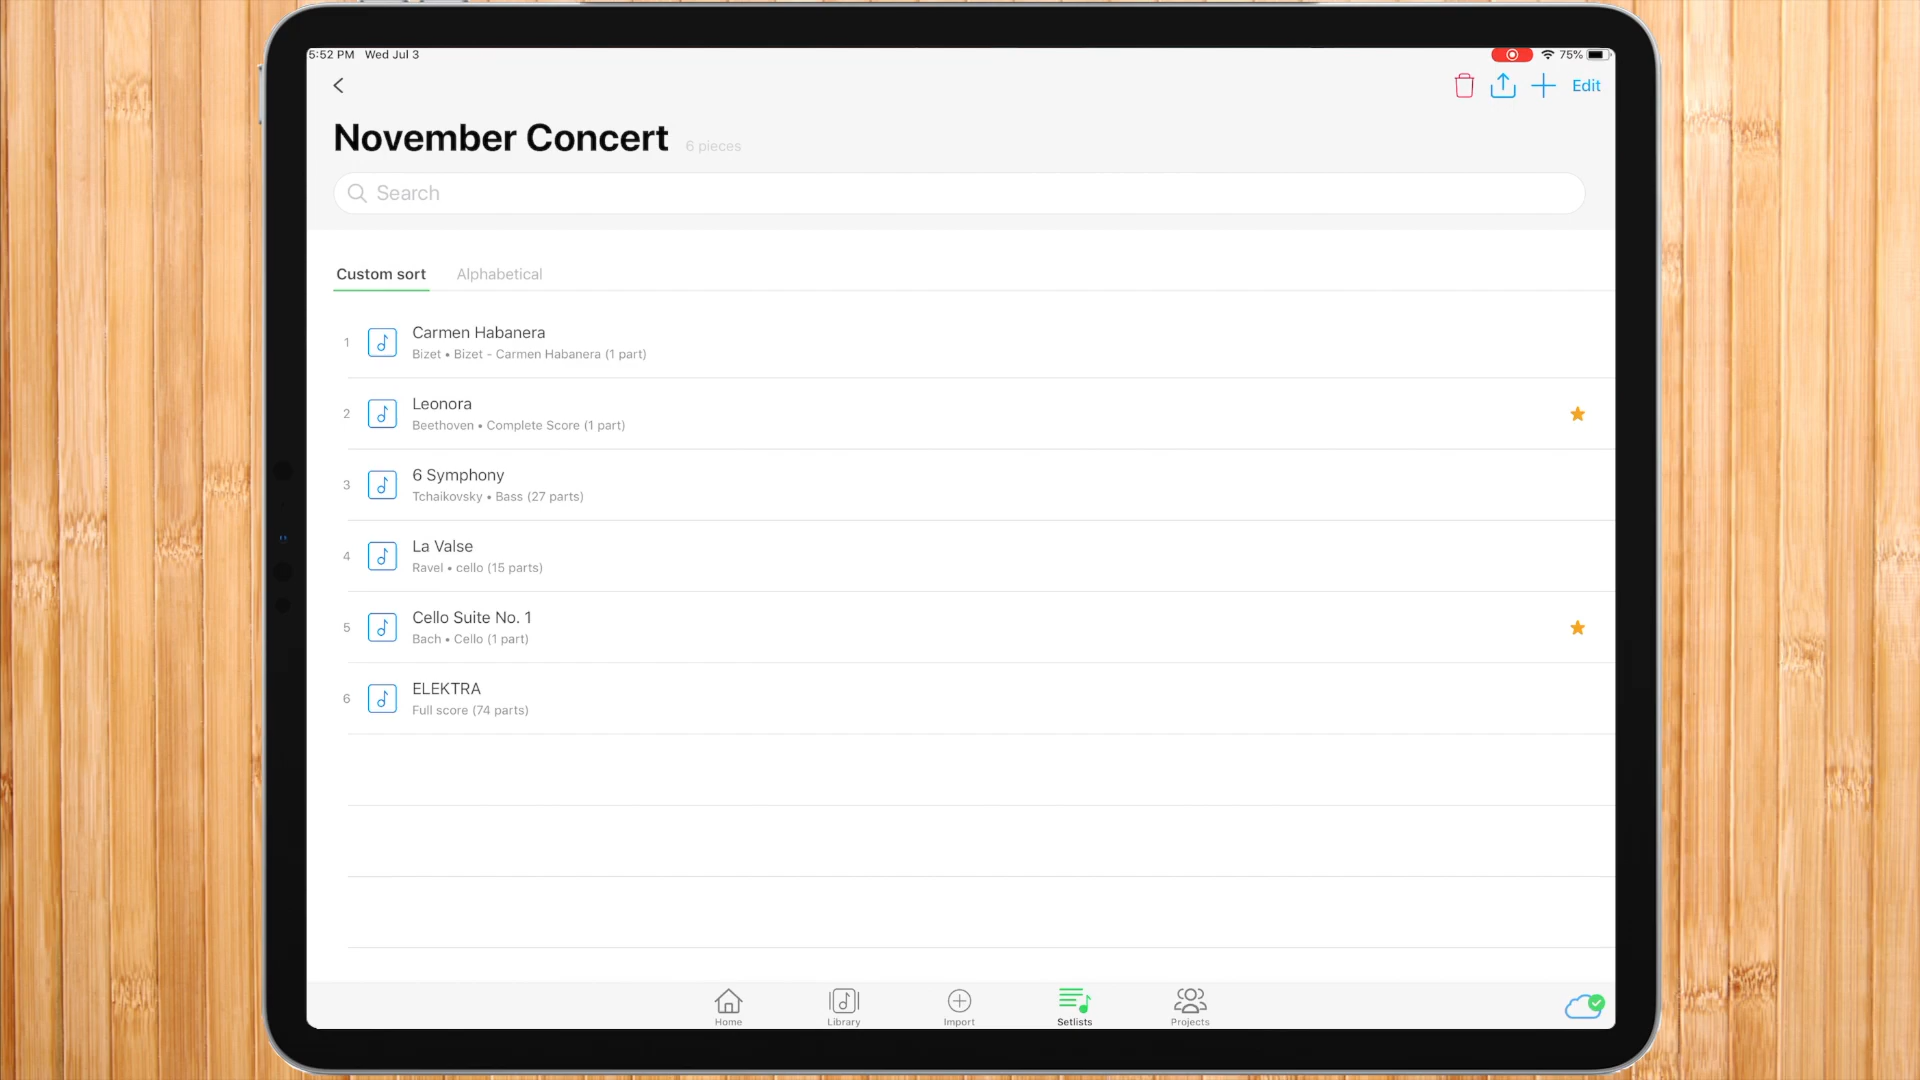 5:52 PM Wed Jul 3
75%
Edit
November Concert 6 pieces
Search
Custom sort Alphabetical
1 Carmen Habanera
Bizet • Bizet - Carmen Habanera (1 part)
2 Leonora
Beethoven • Complete Score (1 part)
3 6 Symphony
Tchaikovsky • Bass (27 parts)
4 La Valse
Ravel • cello (15 parts)
5 Cello Suite No. 1
Bach • Cello (1 part)
6 ELEKTRA
Full score (74 parts)
Home Library Import Setlists Projects